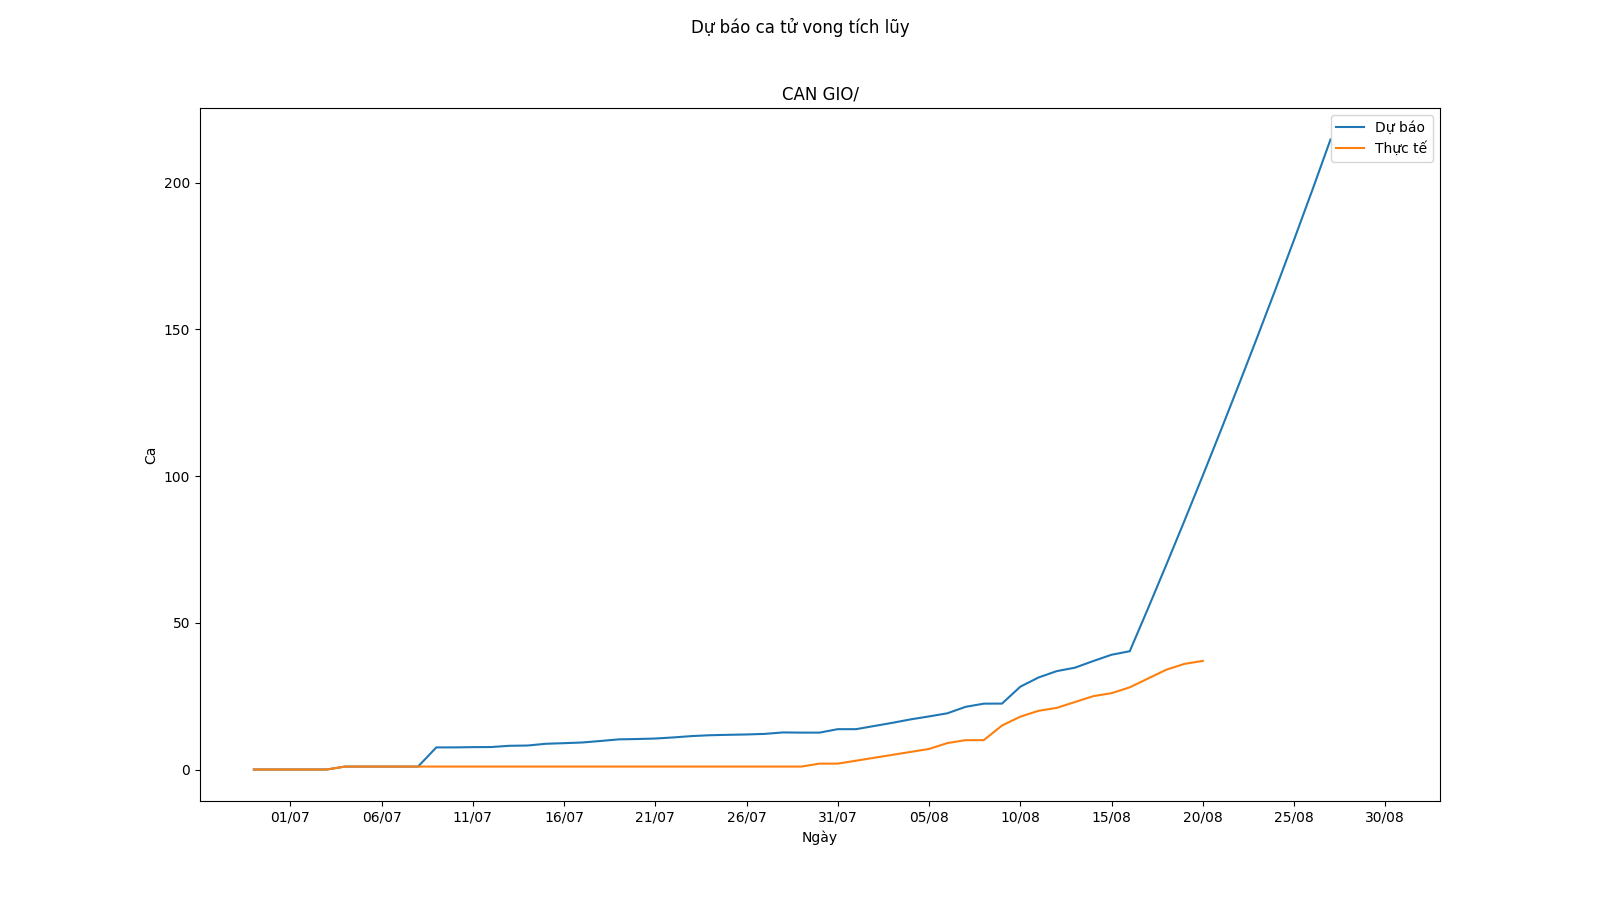 Dự báo ca tử vong tích lũy
CAN GIO/
Dự báo
Thực tế
200
150
100
50
0
Ca
01/07 06/07 11/07 16/07 21/07 26/07 31/07 05/08 10/08 15/08 20/08 25/08 30/08
Ngày